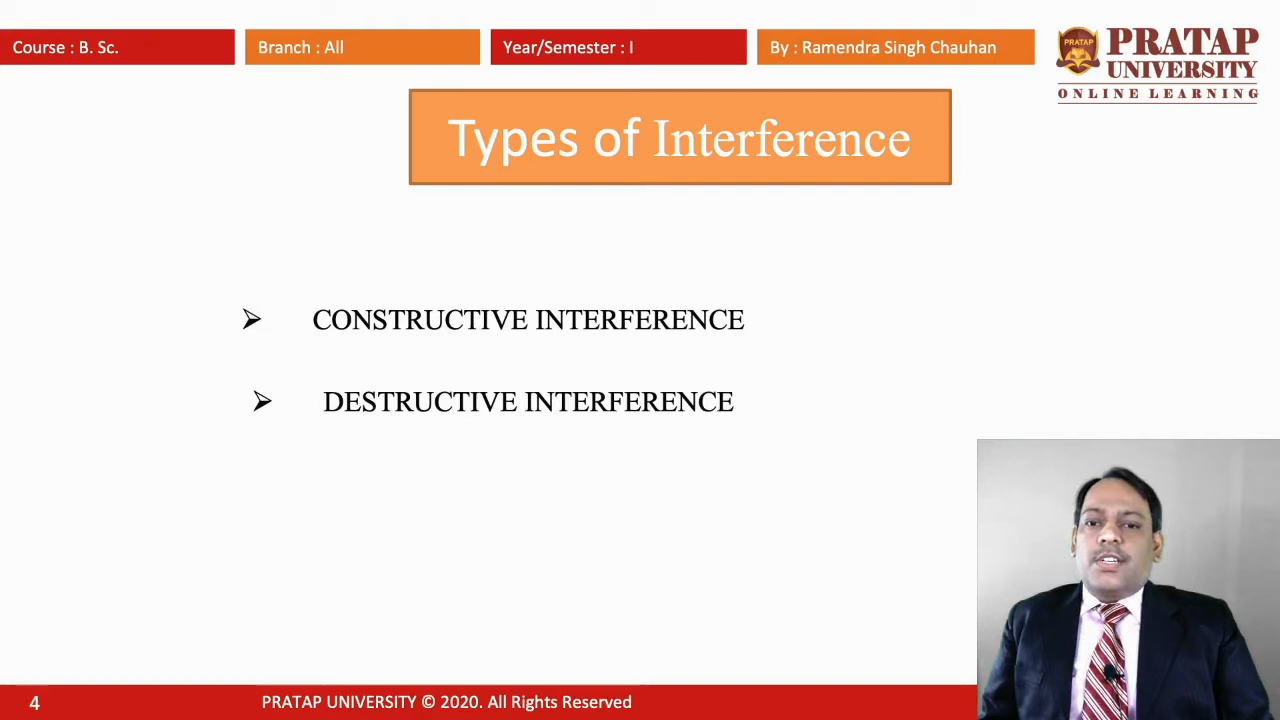 Course : B. Sc.
Branch : All
Year/Semester : I
By : Ramendra Singh Chauhan
PRATAP
PRATAP
UNIVERSITY
ONLINE LEARNING
Types of Interference
➢ CONSTRUCTIVE INTERFERENCE
➢ DESTRUCTIVE INTERFERENCE
4
PRATAP UNIVERSITY © 2020. All Rights Reserved